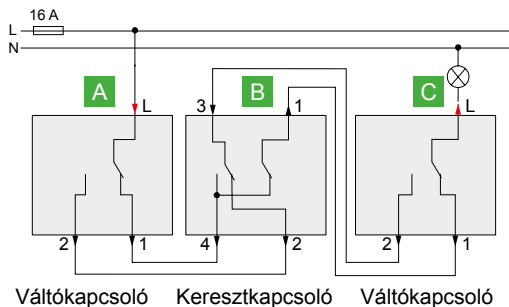 16 A
L
N
A
B
C
L
3
1
L
2
1
4
2
2
1
Váltókapcsoló
Keresztkapcsoló
Váltókapcsoló